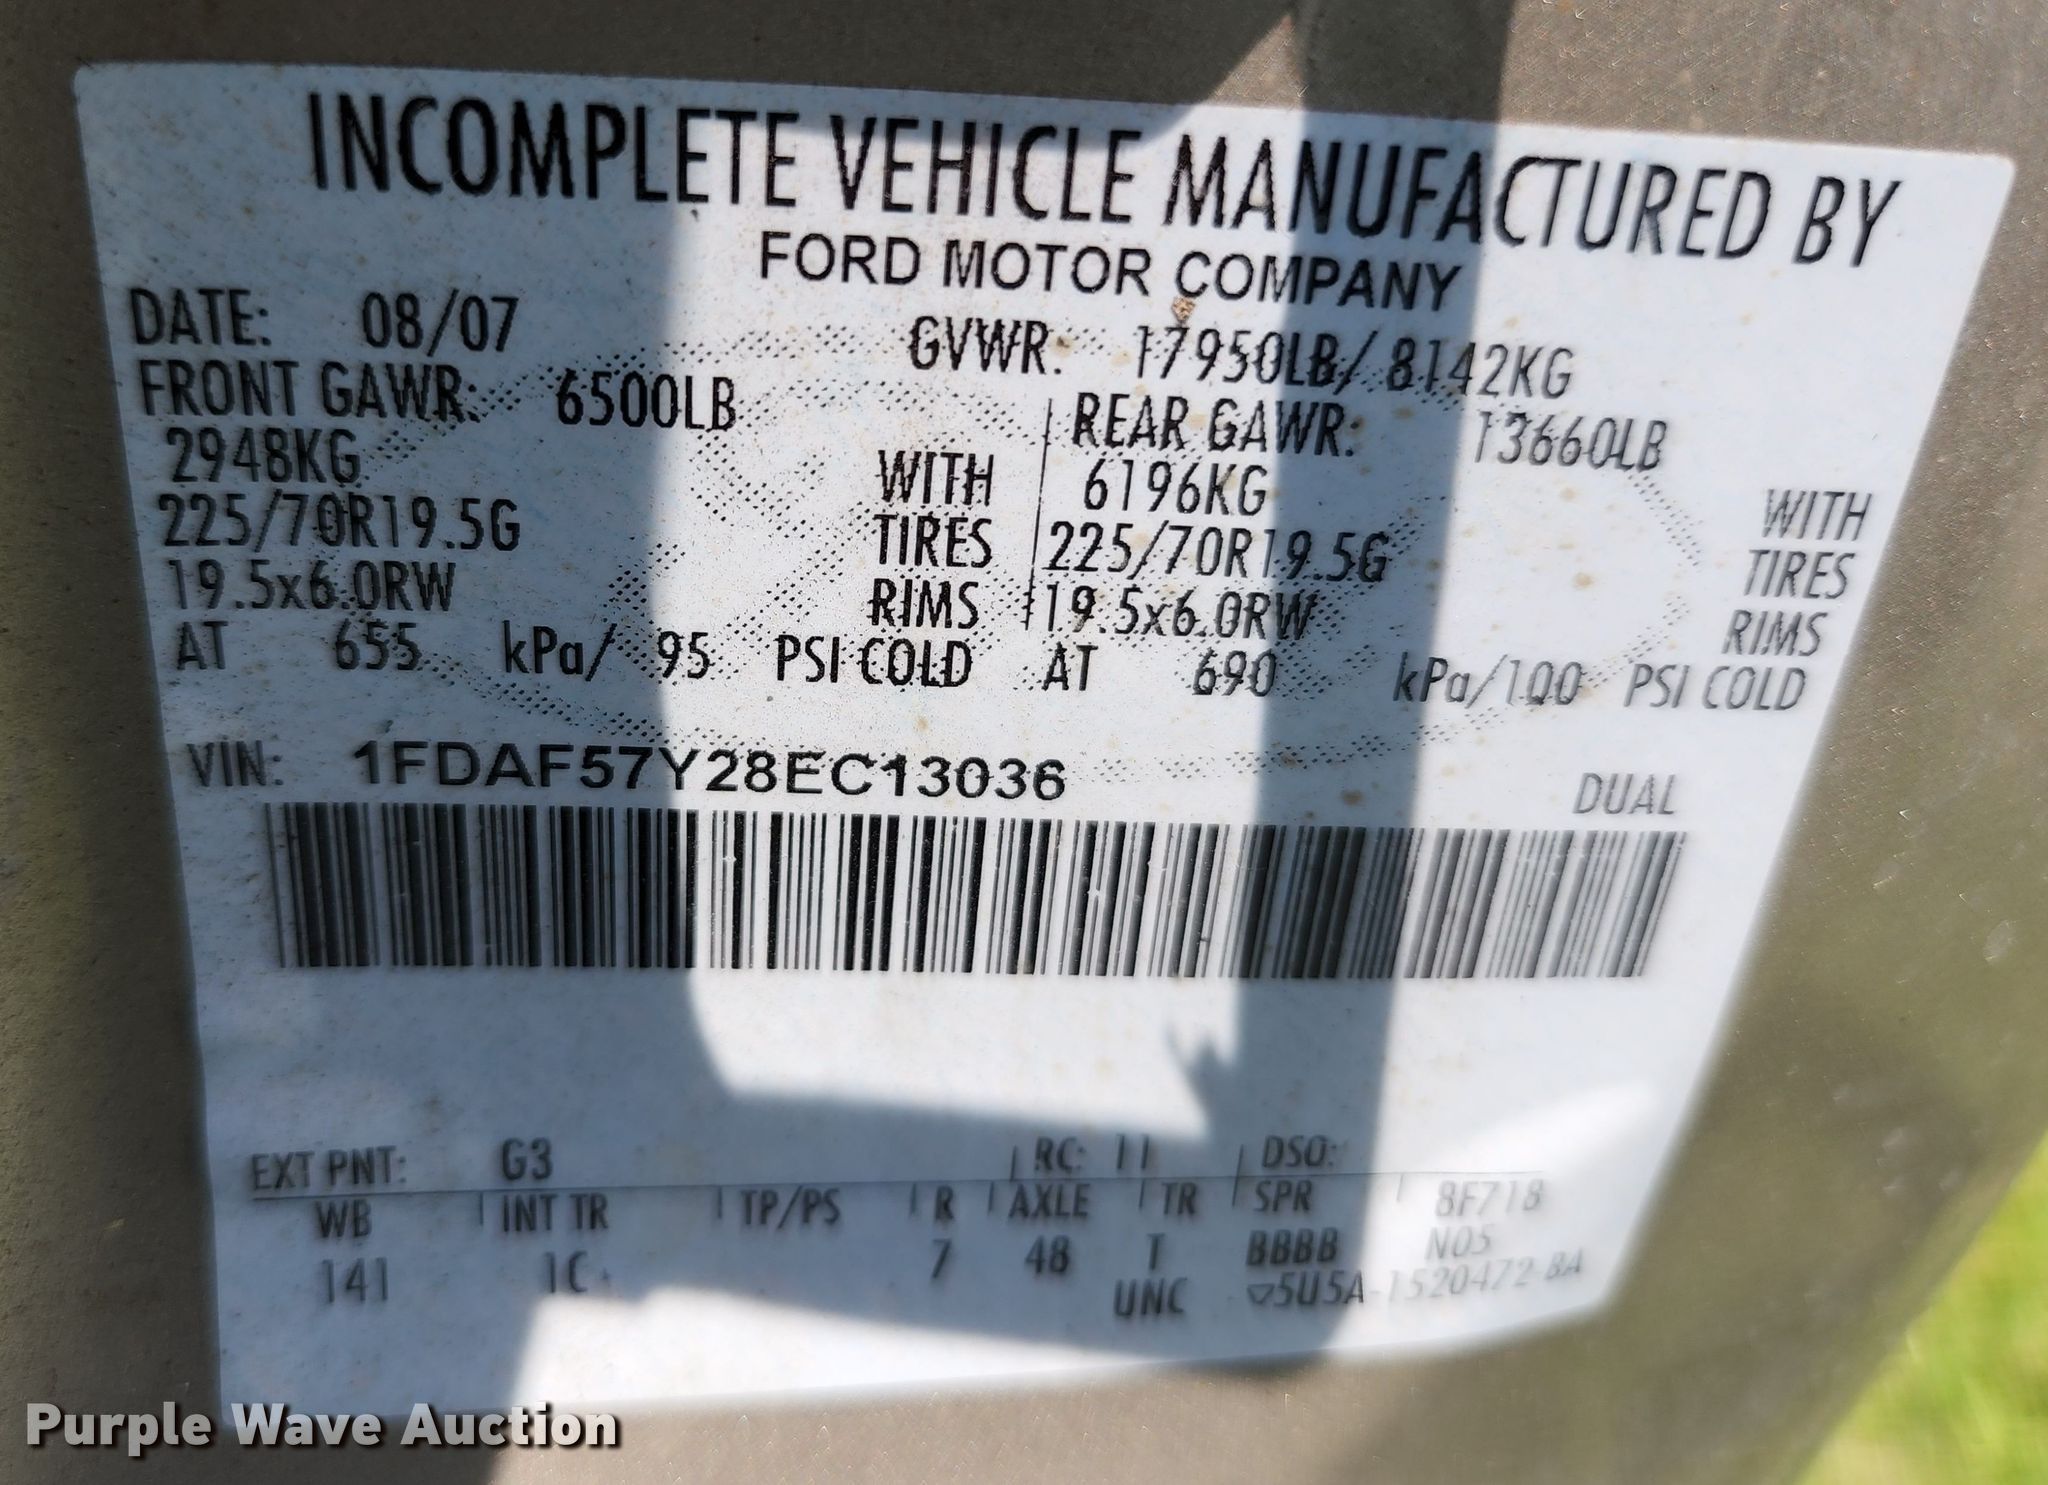 INCOMPLETE VEHICLE MANUFACTURED BY
FORD MOTOR COMPANY
DATE: 08/07 GVWR: 17950LB/ 8142KG
FRONT GAWR: 6500LB REAR GAWR: 13660LB
2948KG WITH 6196KG WITH
225/70R19.5G TIRES 225/70R19.5G TIRES
19.5x6.0RW RIMS 19.5x6.0RW RIMS
AT 655 kPa/ 95 PSI COLD AT 690 kPa/100 PSI COLD
VIN: 1FDAF57Y28EC13036 DUAL
EXT PNT: G3 RC: 11 DSO:
WB INT TR TP/PS R AXLE TR SPR 8F718
141 1C 7 48 T BBBB N05
UNC ▽5U5A-1520472-BA
Purple Wave Auction